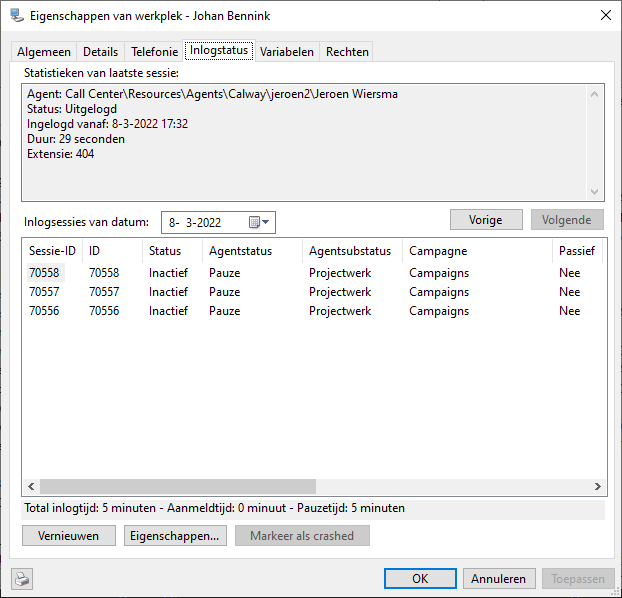 Eigenschappen van werkplek - Johan Bennink
Algemeen Details Telefonie Inlogstatus Variabelen Rechten
Statistieken van laatste sessie:
Agent: Call Center\Resources\Agents\Calway\jeroen2\Jeroen Wiersma
Status: Uitgelogd
Ingelogd vanaf: 8-3-2022 17:32
Duur: 29 seconden
Extensie: 404
Inlogsessies van datum: 8- 3-2022 Vorige Volgende
Sessie-ID ID Status Agentstatus Agentsubstatus Campagne Passief
70558 70558 Inactief Pauze Projectwerk Campaigns Nee
70557 70557 Inactief Pauze Projectwerk Campaigns Nee
70556 70556 Inactief Pauze Projectwerk Campaigns Nee
Total inlogtijd: 5 minuten - Aanmeldtijd: 0 minuut - Pauzetijd: 5 minuten
Vernieuwen Eigenschappen... Markeer als crashed
OK Annuleren Toepassen